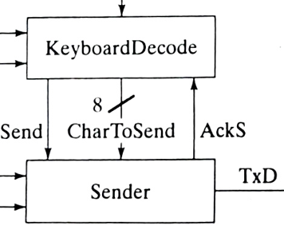 KeyboardDecode
8
Send CharToSend AckS
TxD
Sender